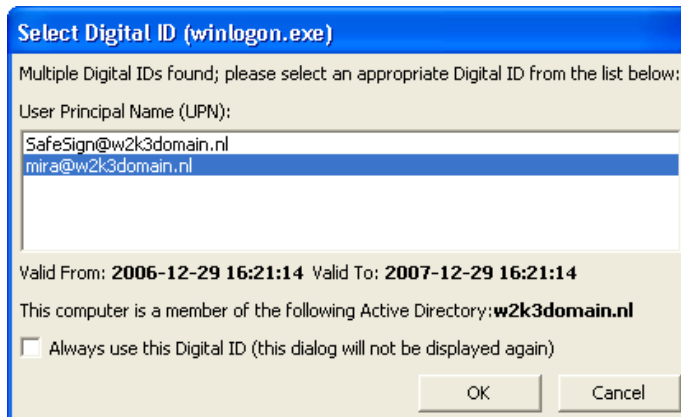 Select Digital ID (winlogon.exe)
Multiple Digital IDs found; please select an appropriate Digital ID from the list below:
User Principal Name (UPN):
SafeSign@w2k3domain.nl
mira@w2k3domain.nl
Valid From: 2006-12-29 16:21:14 Valid To: 2007-12-29 16:21:14
This computer is a member of the following Active Directory:w2k3domain.nl
Always use this Digital ID (this dialog will not be displayed again)
OK Cancel